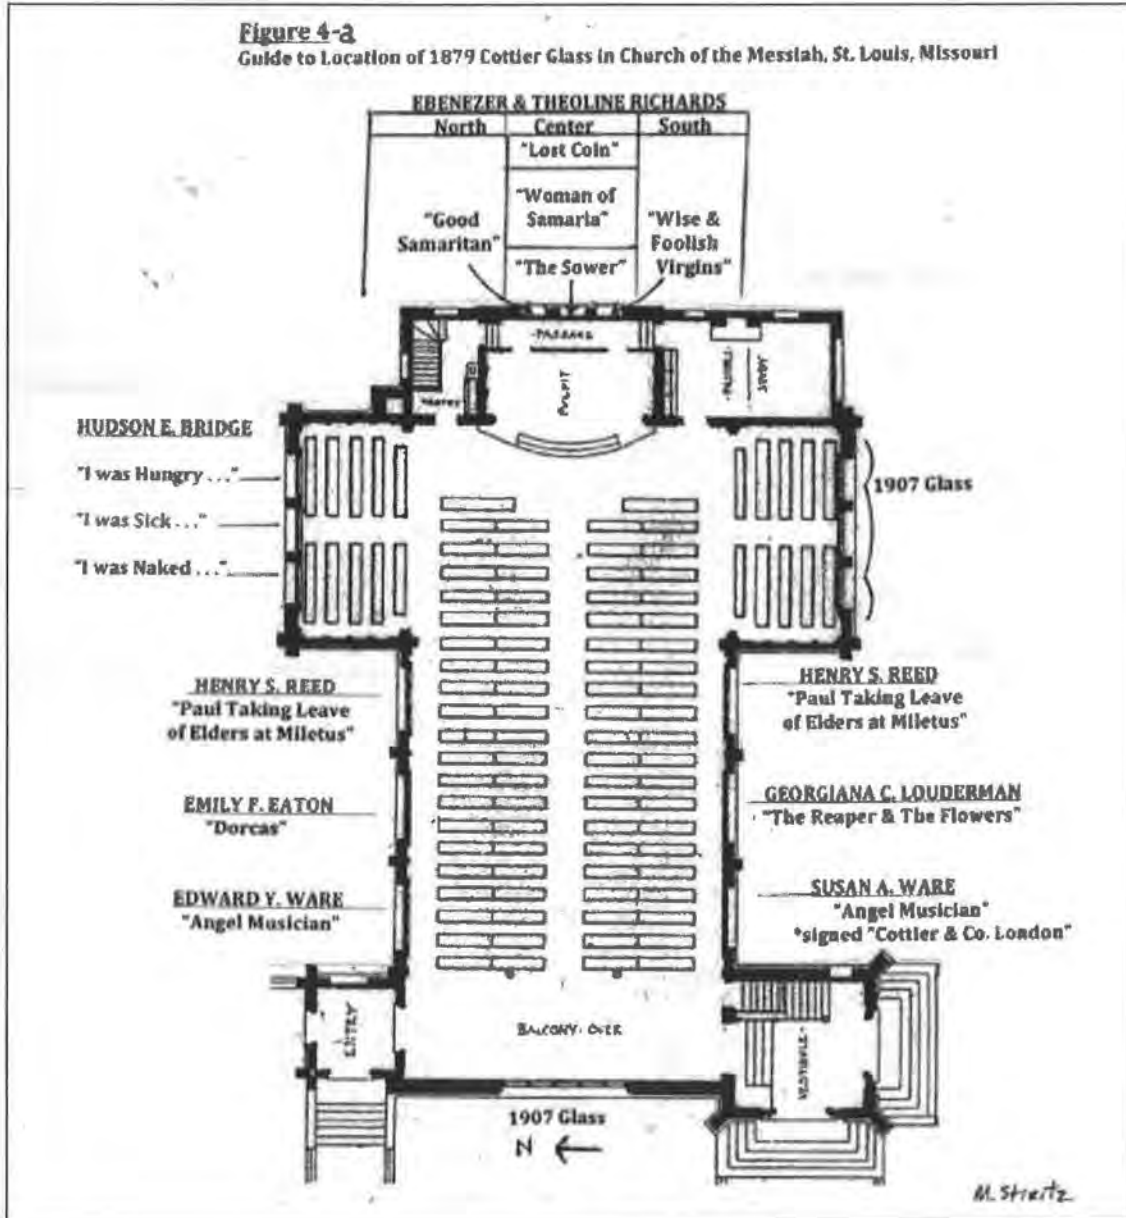 Figure 4-a
Guide to Location of 1879 Cottier Glass in Church of the Messiah, St. Louis, Missouri
EBENEZER & THEOLINE RICHARDS
North Center South
"Lost Coin"
"Woman of
Samaria"
"Good
Samaritan"
"Wise &
Foolish
Virgins"
"The Sower"
-PASSAGE-
PULPIT
STUDY
HUDSON E. BRIDGE
"I was Hungry . . ."
"I was Sick . . ."
"I was Naked . . ."
1907 Glass
HENRY S. REED
"Paul Taking Leave
of Elders at Miletus"
HENRY S. REED
"Paul Taking Leave
of Elders at Miletus"
EMILY F. EATON
"Dorcas"
GEORGIANA C. LOUDERMAN
"The Reaper & The Flowers"
EDWARD Y. WARE
"Angel Musician"
SUSAN A. WARE
"Angel Musician"
*signed "Cottier & Co. London"
ENTRY
BALCONY OVER
-VESTIBULE-
1907 Glass
N
M. Streitz